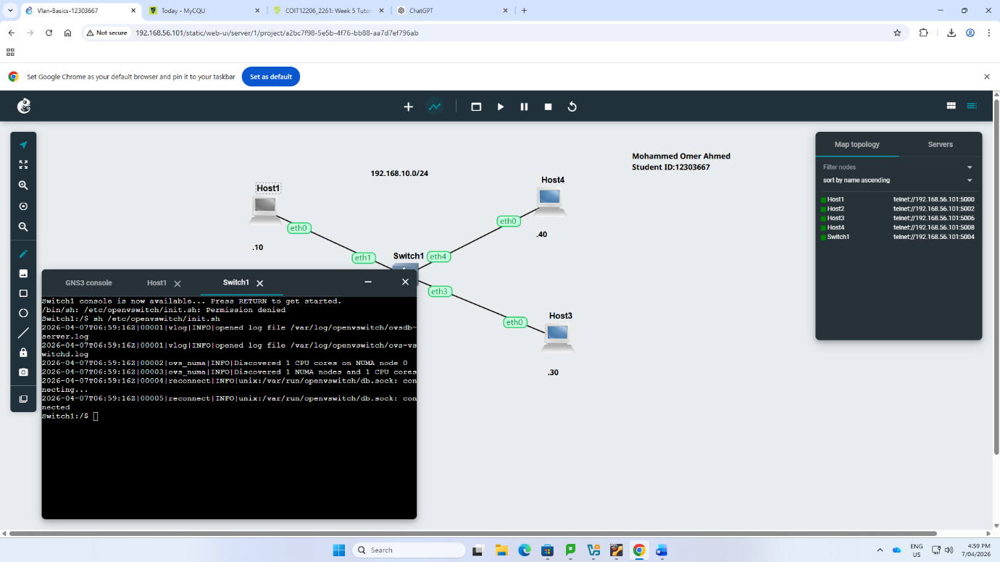 Vlan-Basics-12303667
Today - MyCQU
COIT12206_2261: Week 5 Tutor
ChatGPT
Not secure
192.168.56.101/static/web-ui/server/1/project/a2bc7f98-5e5b-4f76-bb88-aa7d7ef796ab
Set Google Chrome as your default browser and pin it to your taskbar
Set as default
Map topology
Servers
Filter nodes
sort by name ascending
Host1 telnet://192.168.56.101:5000
Host2 telnet://192.168.56.101:5002
Host3 telnet://192.168.56.101:5006
Host4 telnet://192.168.56.101:5008
Switch1 telnet://192.168.56.101:5004
Mohammed Omer Ahmed
Student ID:12303667
192.168.10.0/24
Host4
Host1
eth0
eth0
.40
.10
Switch1
eth4
eth1
eth3
Host3
eth0
.30
GNS3 console
Host1
Switch1
Switch1 console is now available... Press RETURN to get started.
/bin/sh: /etc/openvswitch/init.sh: Permission denied
Switch1:/$ sh /etc/openvswitch/init.sh
2026-04-07T06:59:16Z|00001|vlog|INFO|opened log file /var/log/openvswitch/ovsdb-
server.log
2026-04-07T06:59:16Z|00001|vlog|INFO|opened log file /var/log/openvswitch/ovs-vs
witchd.log
2026-04-07T06:59:16Z|00002|ovs_numa|INFO|Discovered 1 CPU cores on NUMA node 0
2026-04-07T06:59:16Z|00003|ovs_numa|INFO|Discovered 1 NUMA nodes and 1 CPU cores
2026-04-07T06:59:16Z|00004|reconnect|INFO|unix:/var/run/openvswitch/db.sock: con
necting...
2026-04-07T06:59:16Z|00005|reconnect|INFO|unix:/var/run/openvswitch/db.sock: con
nected
Switch1:/$
Search
ENG
US
4:59 PM
7/04/2026